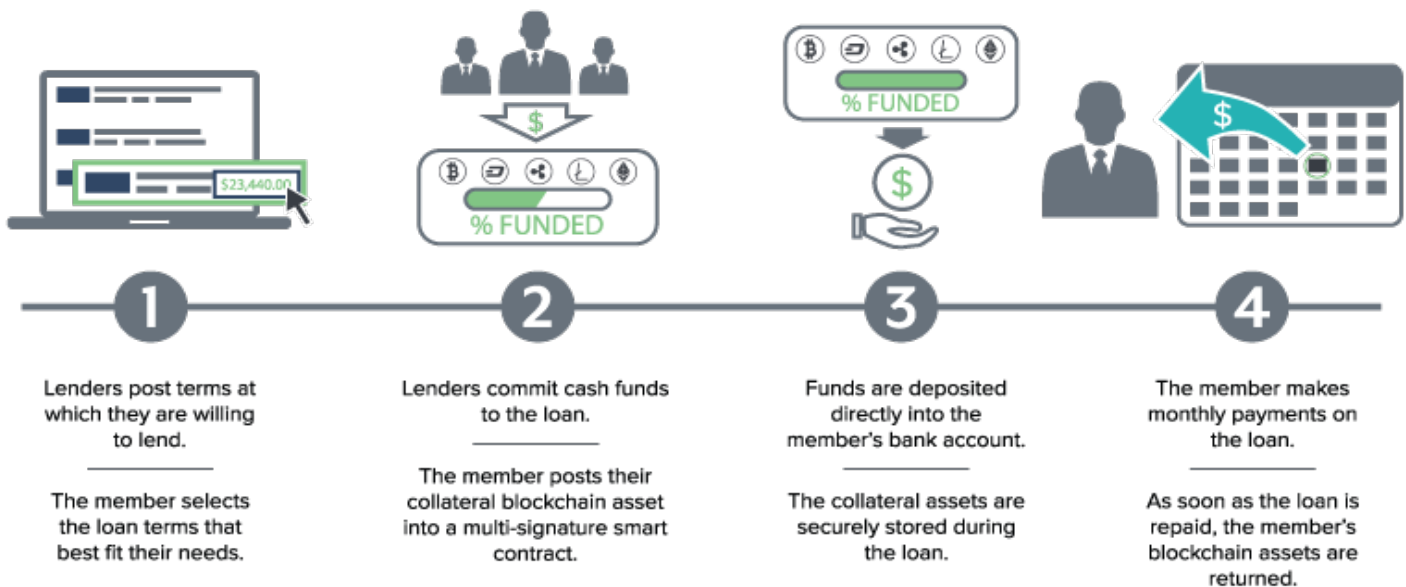 $23,440.00
$
% FUNDED
% FUNDED
$
$
1
2
3
4
Lenders post terms at
which they are willing
to lend.
The member selects
the loan terms that
best fit their needs.
Lenders commit cash funds
to the loan.
The member posts their
collateral blockchain asset
into a multi-signature smart
contract.
Funds are deposited
directly into the
member's bank account.
The collateral assets are
securely stored during
the loan.
The member makes
monthly payments on
the loan.
As soon as the loan is
repaid, the member's
blockchain assets are
returned.